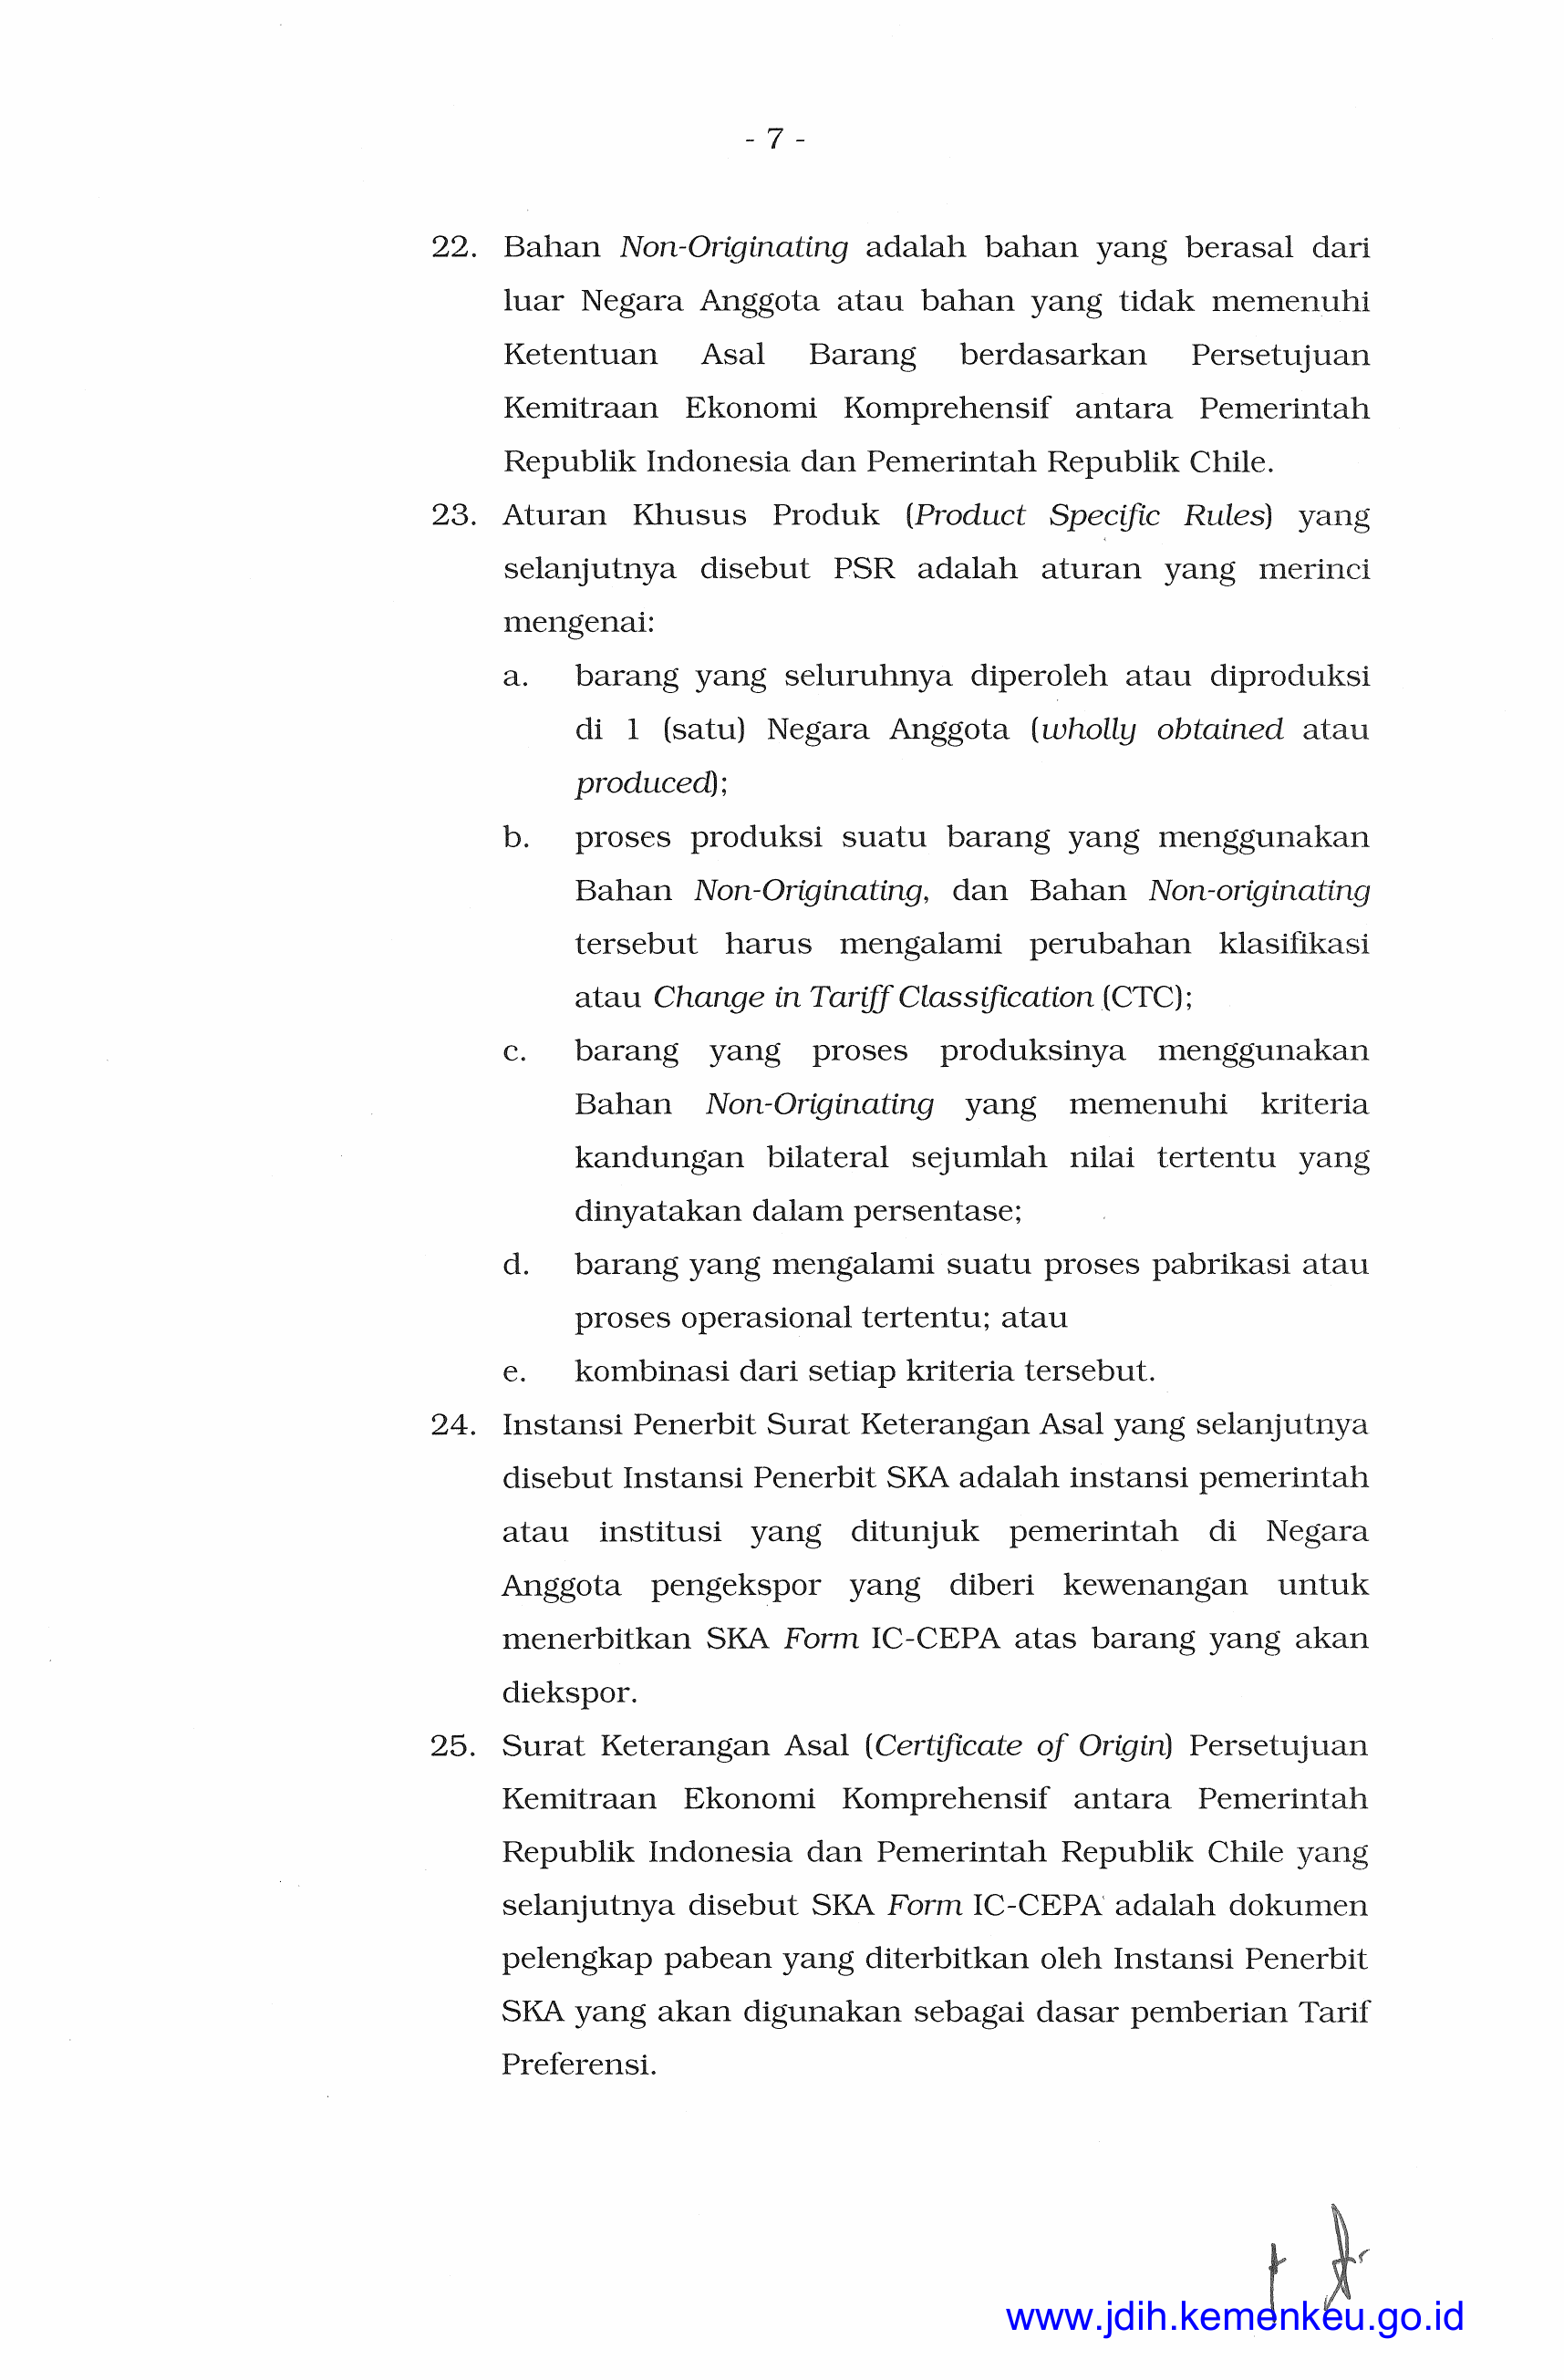 - 7 -
22. Bahan Non-Originating adalah bahan yang berasal dari
luar Negara Anggota atau bahan yang tidak memenuhi
Ketentuan Asal Barang berdasarkan Persetujuan
Kemitraan Ekonomi Komprehensif antara Pemerintah
Republik Indonesia dan Pemerintah Republik Chile.
23. Aturan Khusus Produk (Product Specific Rules) yang
selanjutnya disebut PSR adalah aturan yang merinci
mengenai:
a. barang yang seluruhnya diperoleh atau diproduksi
di 1 (satu) Negara Anggota (wholly obtained atau
produced);
b. proses produksi suatu barang yang menggunakan
Bahan Non-Originating, dan Bahan Non-originating
tersebut harus mengalami perubahan klasifikasi
atau Change in Tariff Classification (CTC);
c. barang yang proses produksinya menggunakan
Bahan Non-Originating yang memenuhi kriteria
kandungan bilateral sejumlah nilai tertentu yang
dinyatakan dalam persentase;
d. barang yang mengalami suatu proses pabrikasi atau
proses operasional tertentu; atau
e. kombinasi dari setiap kriteria tersebut.
24. Instansi Penerbit Surat Keterangan Asal yang selanjutnya
disebut Instansi Penerbit SKA adalah instansi pemerintah
atau institusi yang ditunjuk pemerintah di Negara
Anggota pengekspor yang diberi kewenangan untuk
menerbitkan SKA Form IC-CEPA atas barang yang akan
diekspor.
25. Surat Keterangan Asal (Certificate of Origin) Persetujuan
Kemitraan Ekonomi Komprehensif antara Pemerintah
Republik Indonesia dan Pemerintah Republik Chile yang
selanjutnya disebut SKA Form IC-CEPA adalah dokumen
pelengkap pabean yang diterbitkan oleh Instansi Penerbit
SKA yang akan digunakan sebagai dasar pemberian Tarif
Preferensi.
www.jdih.kemenkeu.go.id